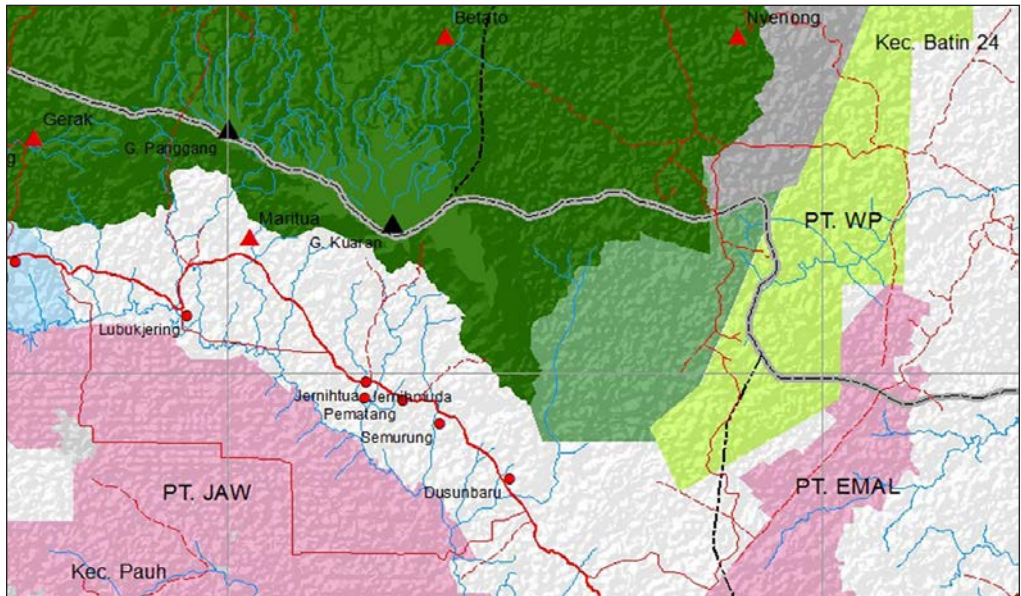 Betato
Nyenong
Kec. Batin 24
Gerak
G. Panggang
g
Maritua
G. Kuaran
PT. WP
Lubukjering
Jernihtua
Pematang
Semurung
Dusunbaru
PT. JAW
PT. EMAL
Kec. Pauh